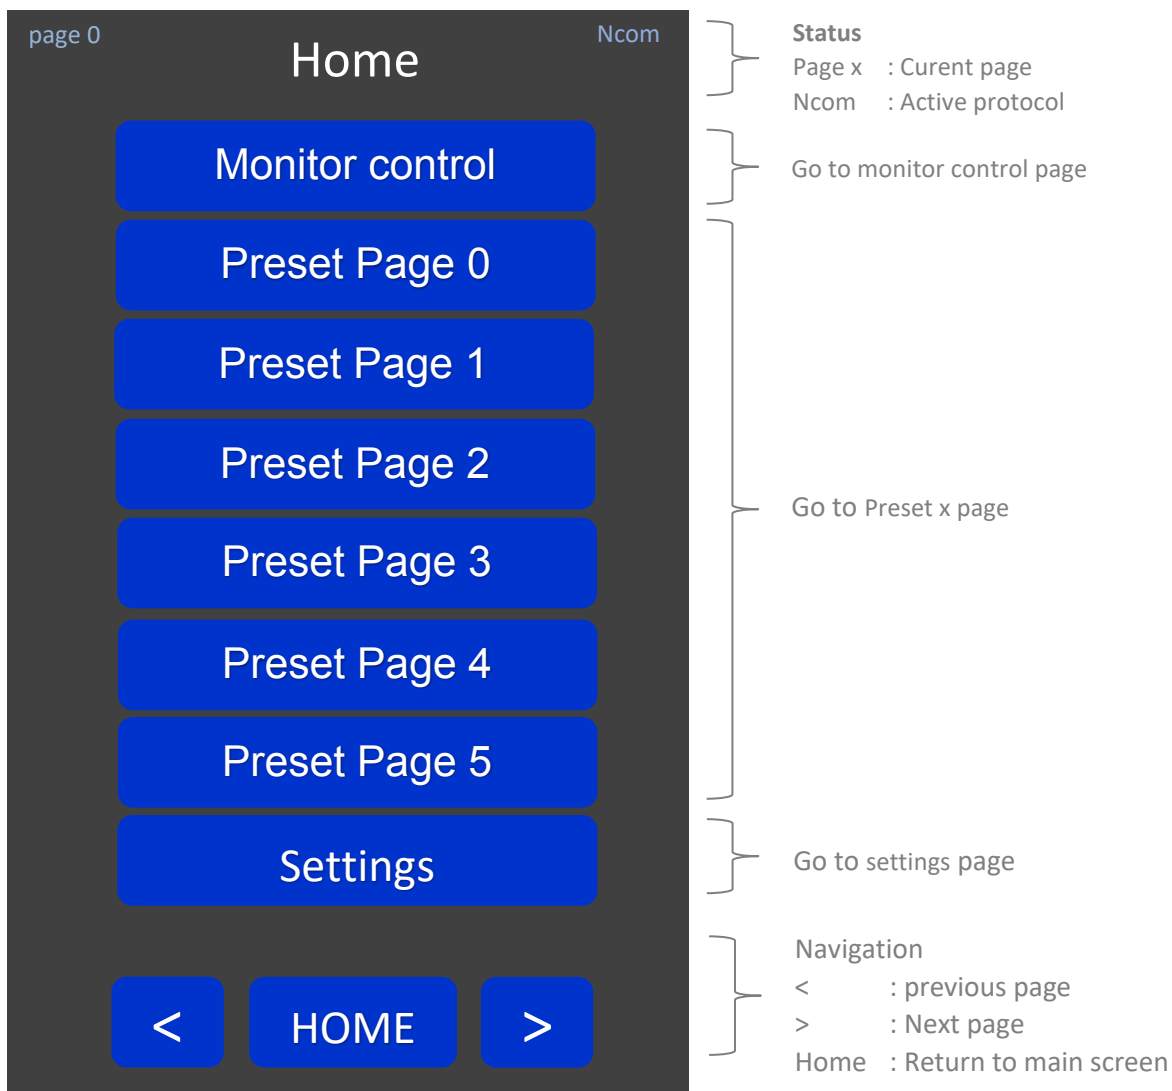 page 0
Home
Ncom
Monitor control
Preset Page 0
Preset Page 1
Preset Page 2
Preset Page 3
Preset Page 4
Preset Page 5
Settings
< HOME >
Status
Page x : Curent page
Ncom : Active protocol
Go to monitor control page
Go to Preset x page
Go to settings page
Navigation
< : previous page
> : Next page
Home : Return to main screen